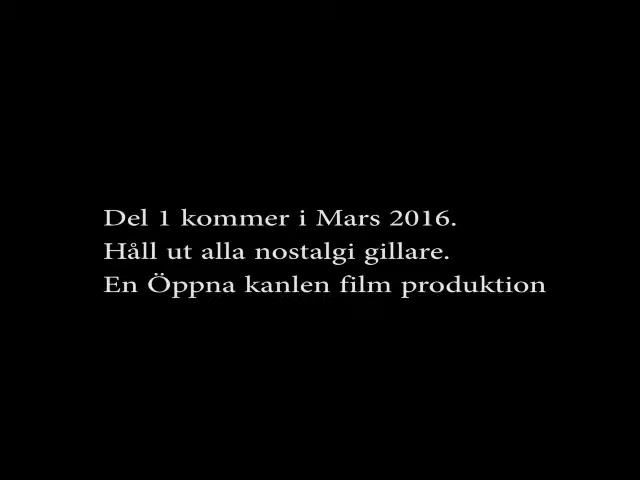 Del 1 kommer i Mars 2016.
Håll ut alla nostalgi gillare.
En Öppna kanlen film produktion